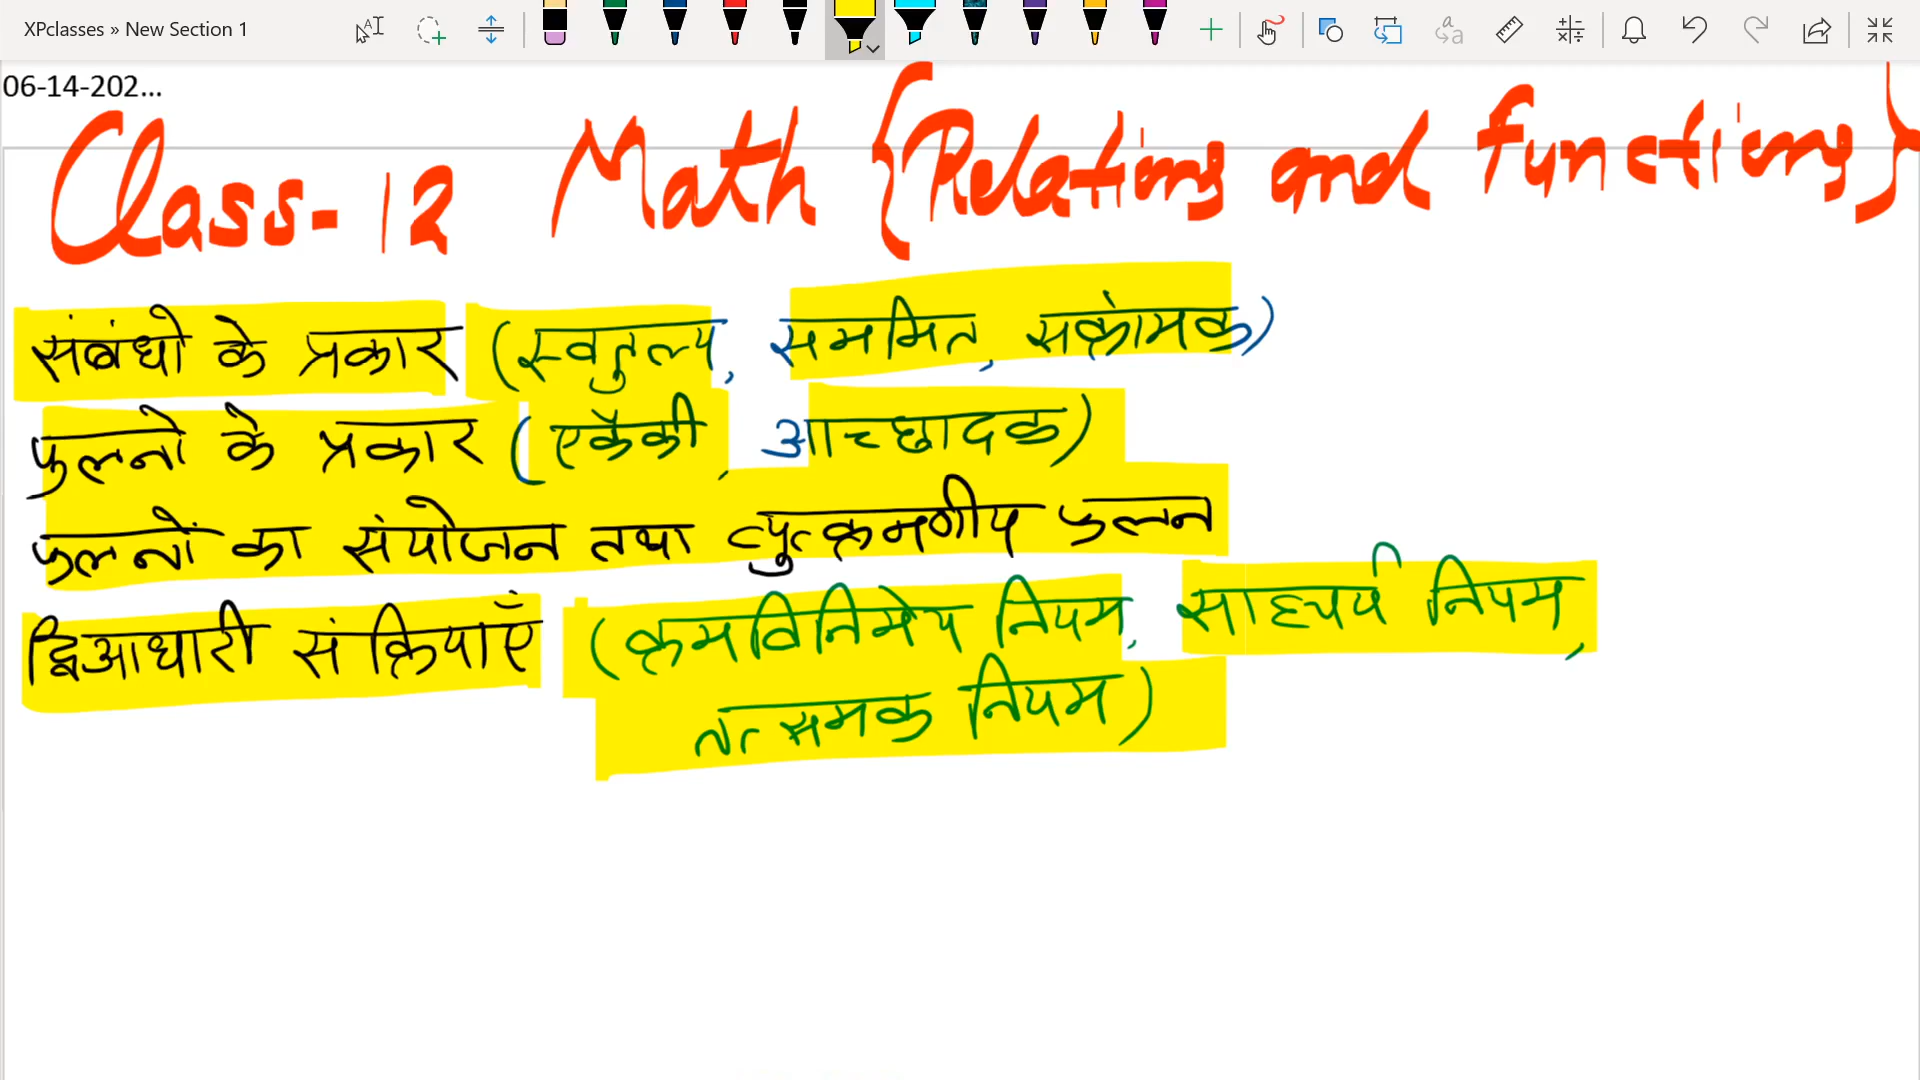 XPclasses » New Section 1
06-14-202...
Class-12 Math {Relations and functions}
संबंधो के प्रकार (स्वतुल्य, सममित, सक्रांमक)
फलनो के प्रकार (एकैकी, आच्छादक)
फलनों का संयोजन तथा व्युत्क्रमणीय फलन
द्विआधारी संक्रियाएँ (क्रमविनिमेय नियम, साहचर्य नियम,
तत्समक नियम)